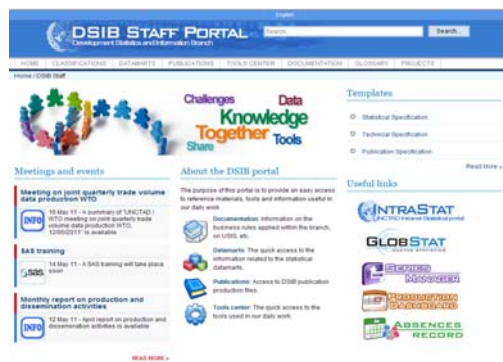 English
DSIB STAFF PORTAL
Development Statistics and Information Branch
Search...
Search...
HOME CLASSIFICATIONS DATAMARTS PUBLICATIONS TOOLS CENTER DOCUMENTATION GLOSSARY PROJECTS
Home / DSIB Staff
Challenges Data
Knowledge
Together
Share Tools
Templates
Statistical Specification
Technical Specification
Publication Specification
Read More »
Meetings and events
Meeting on joint quarterly trade volume
data production WTO
INFO
16 May 11 - A summary of "UNCTAD /
WTO meeting on joint quarterly trade
volume data production WTO,
12/05/2011" is available
SAS training
sas
14 May 11 - A SAS training will take place
soon
Monthly report on production and
dissemination activities
INFO
12 May 11 - April report on production and
dissemination activities is available
READ MORE »
About the DSIB portal
The purpose of this portal is to provide an easy access
to reference materials, tools and information useful in
our daily work.
Documentation: Information on the
business rules applied within the branch,
on USIS, etc.
Datamarts: The quick access to the
information related to the statistical
datamarts.
Publications: Access to DSIB publication
production files.
Tools center: The quick access to the
tools used in our daily work.
Useful links
INTRASTAT
UNCTAD Intranet Statistical portal
GLOBSTAT
SERIES
MANAGER
PRODUCTION
DASHBOARD
ABSENCES
RECORD